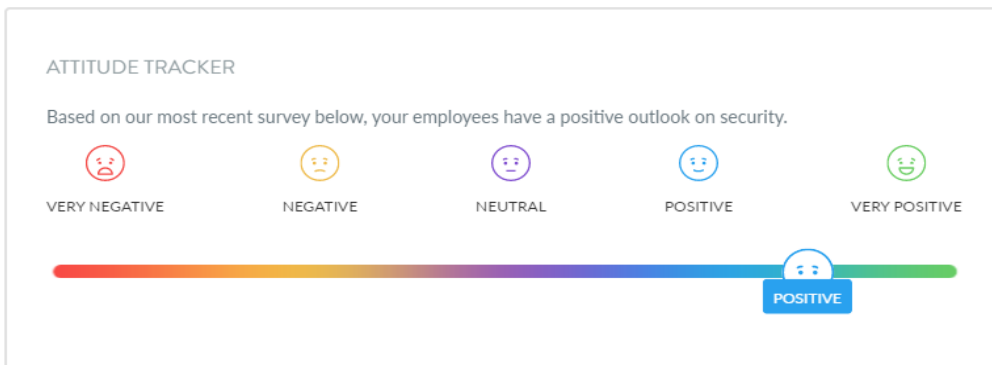 ATTITUDE TRACKER
Based on our most recent survey below, your employees have a positive outlook on security.
VERY NEGATIVE
NEGATIVE
NEUTRAL
POSITIVE
VERY POSITIVE
POSITIVE